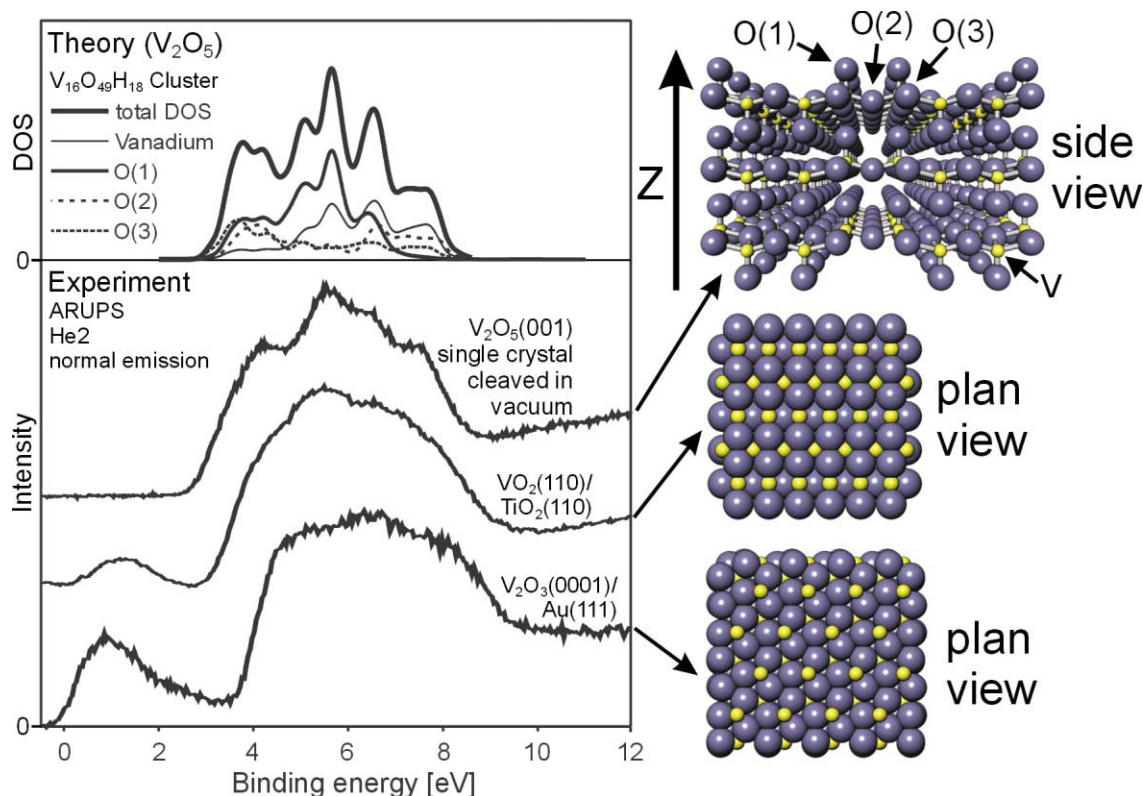 Theory (V₂O₅)
V₁₆O₄₉H₁₈ Cluster
total DOS
Vanadium
O(1)
O(2)
O(3)
DOS
0
Experiment
ARUPS
He2
normal emission
V₂O₅(001)
single crystal
cleaved in
vacuum
VO₂(110)/
TiO₂(110)
V₂O₃(0001)/
Au(111)
Intensity
0
0 2 4 6 8 10 12
Binding energy [eV]
O(1) O(2) O(3)
Z
side
view
V
plan
view
plan
view